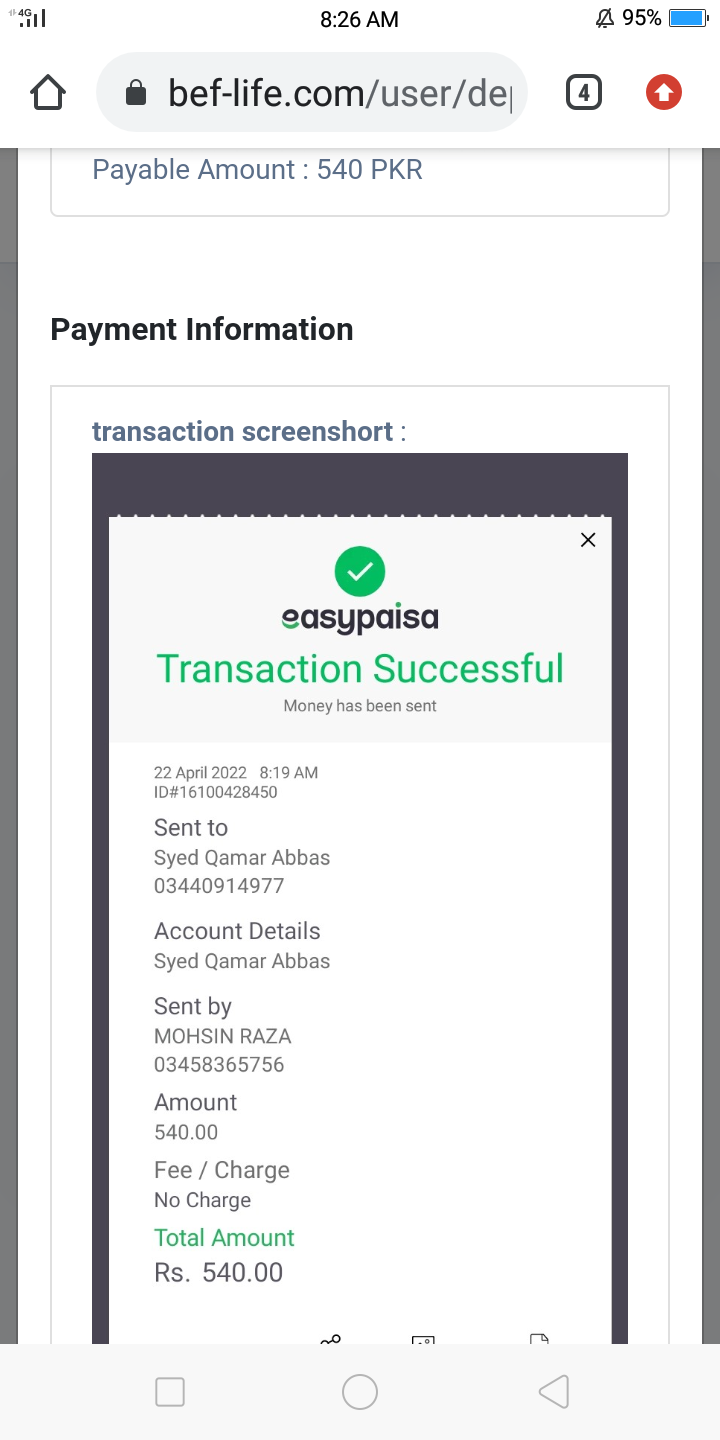 4G
8:26 AM
95%
bef-life.com/user/de
4
Payable Amount : 540 PKR
Payment Information
transaction screenshort :
easypaisa
Transaction Successful
Money has been sent
22 April 2022 8:19 AM
ID#16100428450
Sent to
Syed Qamar Abbas
03440914977
Account Details
Syed Qamar Abbas
Sent by
MOHSIN RAZA
03458365756
Amount
540.00
Fee / Charge
No Charge
Total Amount
Rs. 540.00